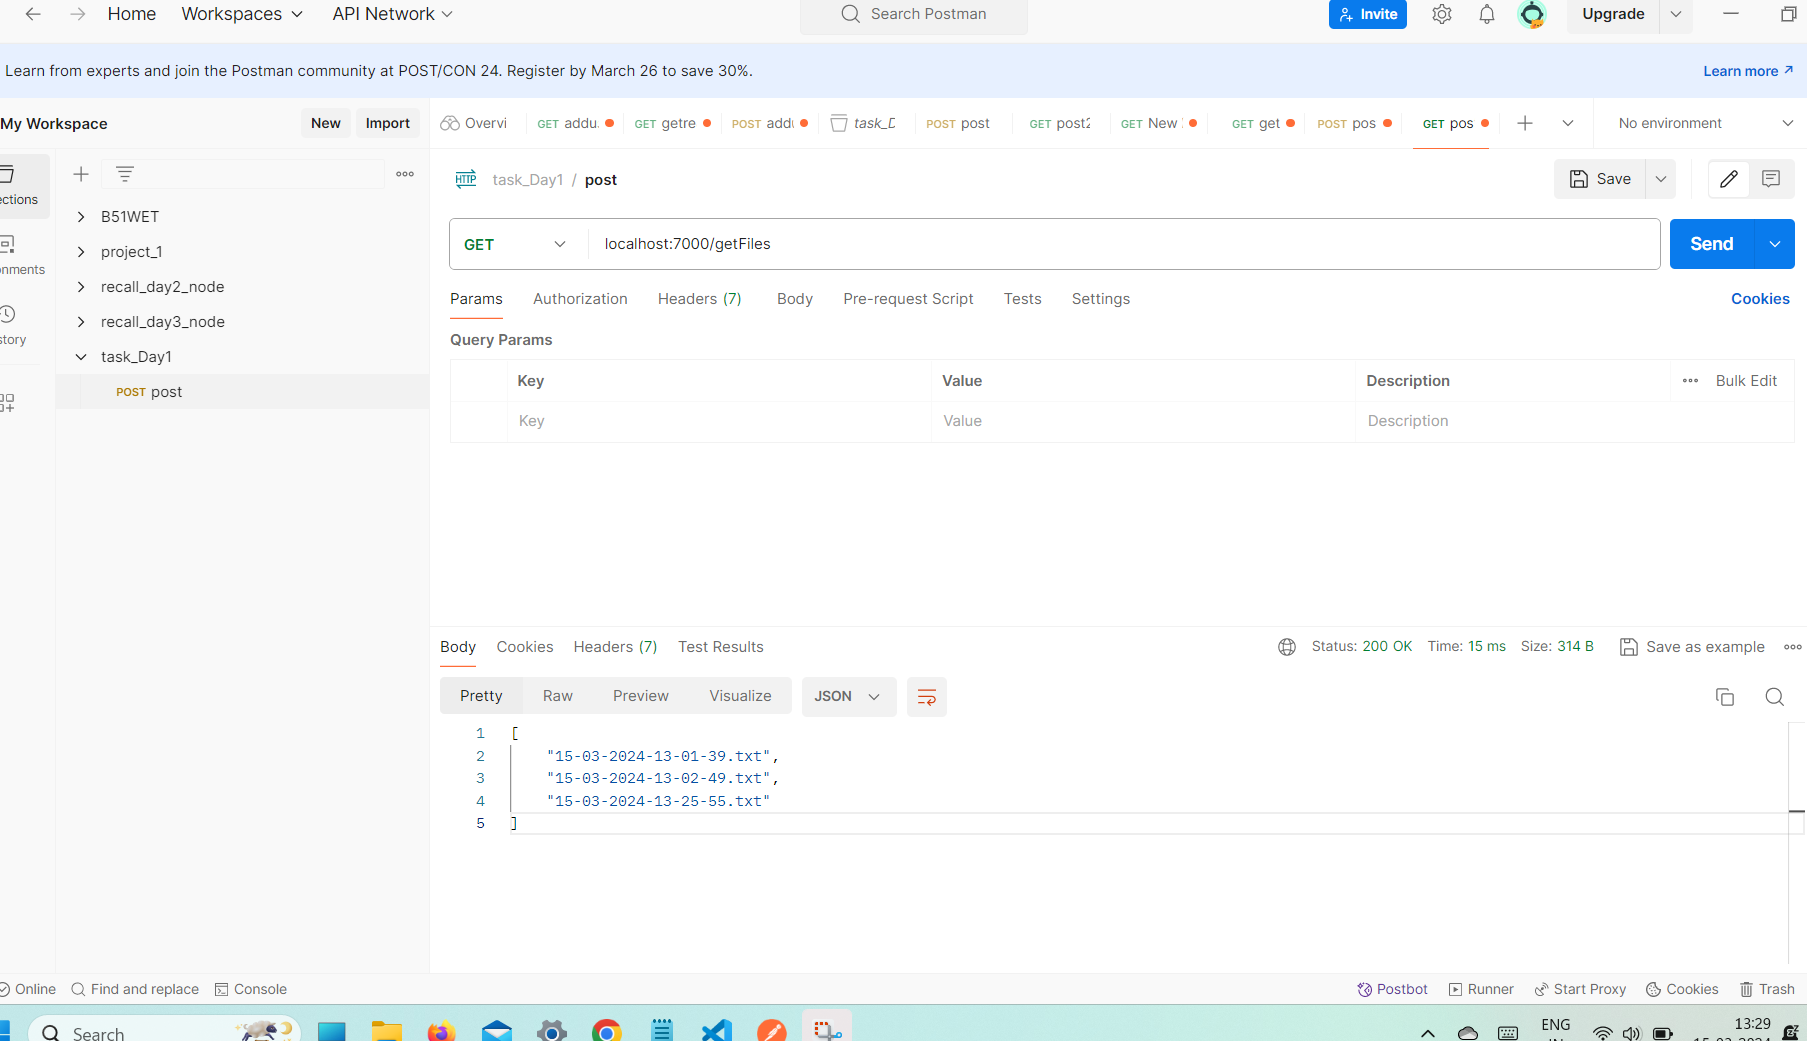 Home Workspaces API Network Search Postman Invite Upgrade
Learn from experts and join the Postman community at POST/CON 24. Register by March 26 to save 30%. Learn more
My Workspace New Import Overvi GET addu. GET getre POST addu task_D POST post GET post2 GET New GET get POST pos GET pos No environment
ections
task_Day1 / post Save
B51WET
project_1
GET localhost:7000/getFiles Send
onments
recall_day2_node
Params Authorization Headers (7) Body Pre-request Script Tests Settings Cookies
recall_day3_node
story
Query Params
task_Day1
Key Value Description Bulk Edit
POST post
Key Value Description
Body Cookies Headers (7) Test Results Status: 200 OK Time: 15 ms Size: 314 B Save as example
Pretty Raw Preview Visualize JSON
1 [
2 "15-03-2024-13-01-39.txt",
3 "15-03-2024-13-02-49.txt",
4 "15-03-2024-13-25-55.txt"
5 ]
Online Find and replace Console Postbot Runner Start Proxy Cookies Trash
Search ENG 13:29